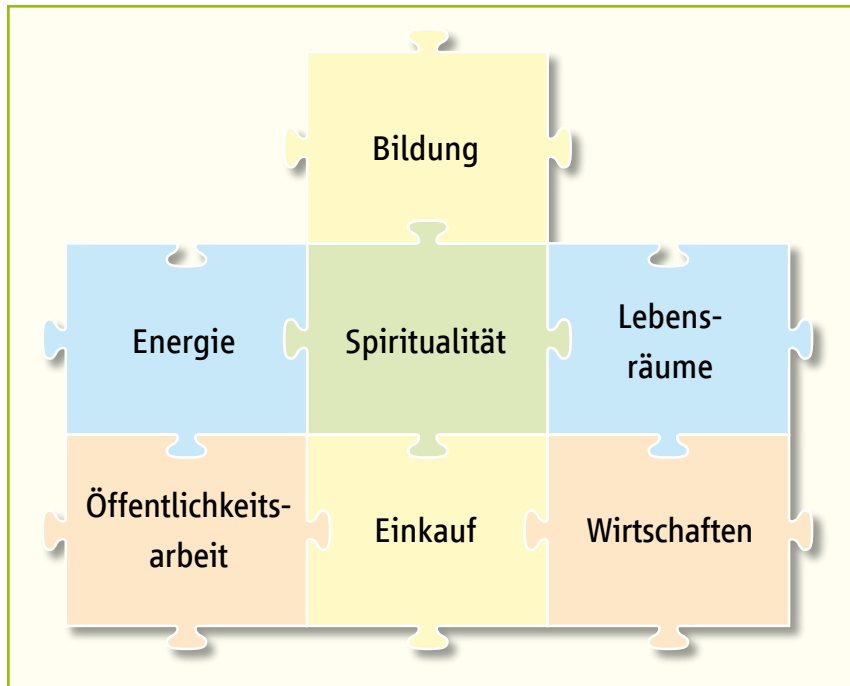 Bildung
Energie
Spiritualität
Lebens-
räume
Öffentlichkeits-
arbeit
Einkauf
Wirtschaften